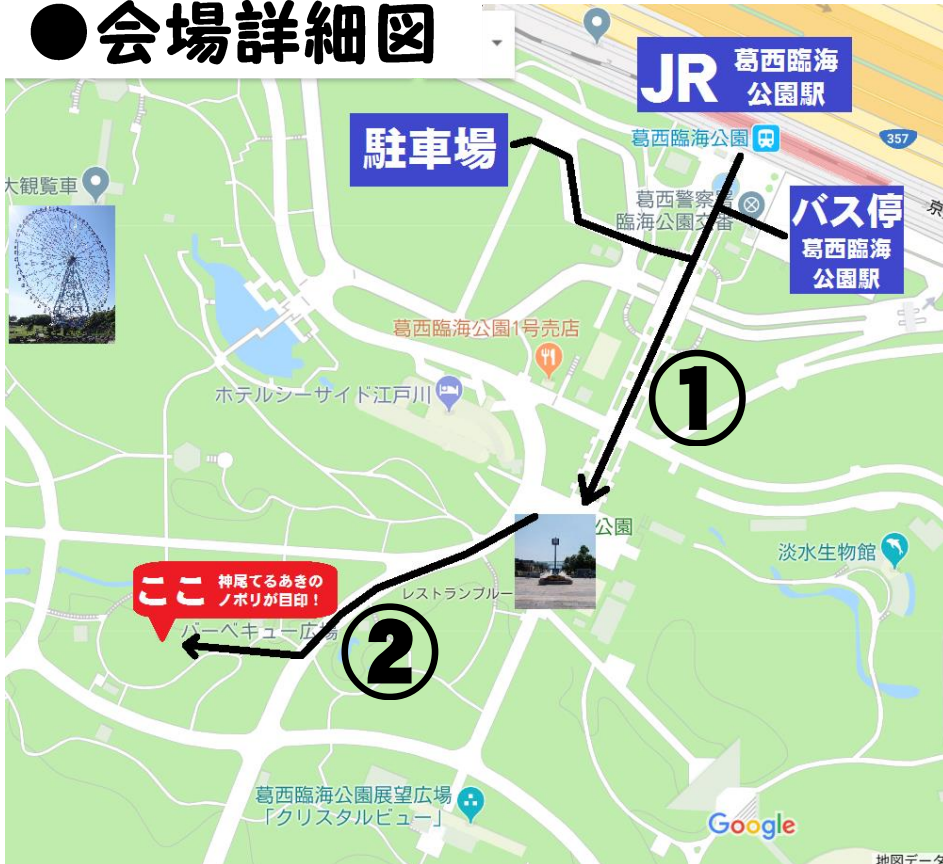 ●会場詳細図
JR 葛西臨海
公園駅
葛西臨海公園
357
駐車場
大観覧車
葛西警察署
臨海公園交番
バス停
葛西臨海
公園駅
京
葛西臨海公園1号売店
ホテルシーサイド江戸川
①
公園
淡水生物館
ここ 神尾てるあきの
ノボリが目印!
レストランブルー
バーベキュー広場
②
葛西臨海公園展望広場
「クリスタルビュー」
Google
地図データ